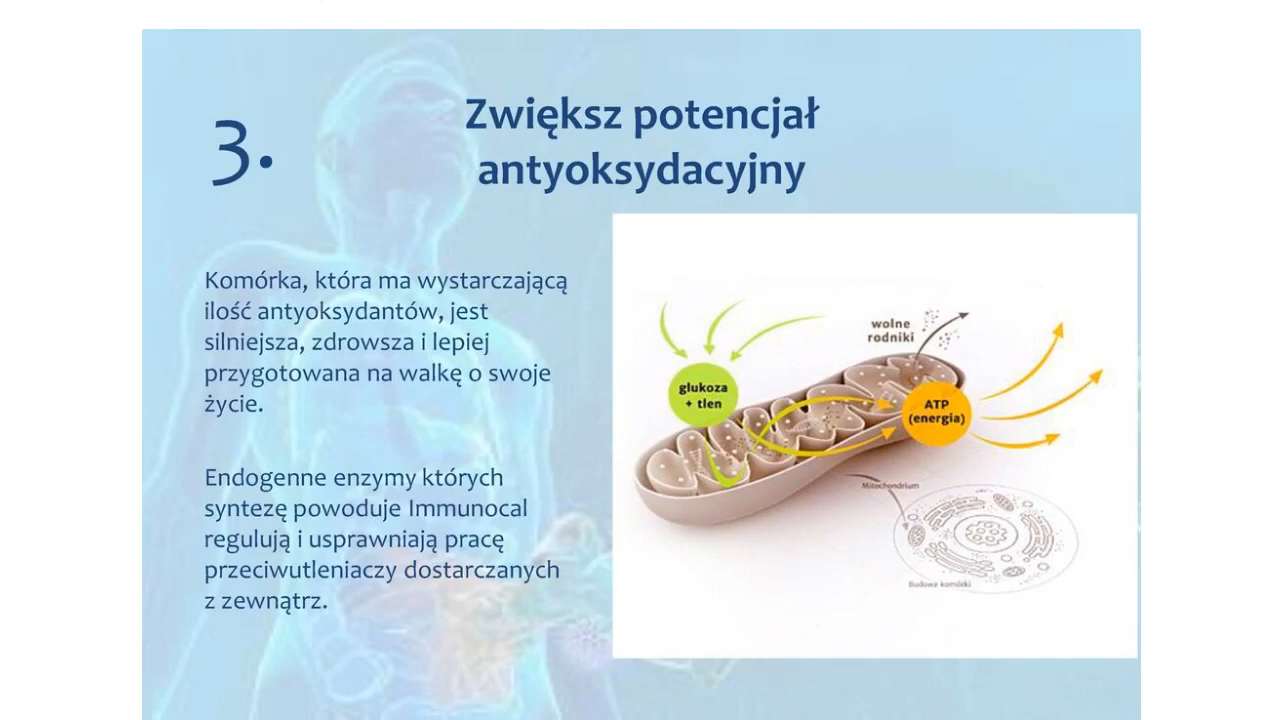 3.
Zwiększ potencjał
antyoksydacyjny
Komórka, która ma wystarczającą
ilość antyoksydantów, jest
silniejsza, zdrowsza i lepiej
przygotowana na walkę o swoje
życie.
Endogenne enzymy których
syntezę powoduje Immunocal
regulują i usprawniają pracę
przeciwutleniaczy dostarczanych
z zewnątrz.
wolne
rodniki
glukoza
+ tlen
ATP
(energia)
Mitochondrium
Budowa komórki